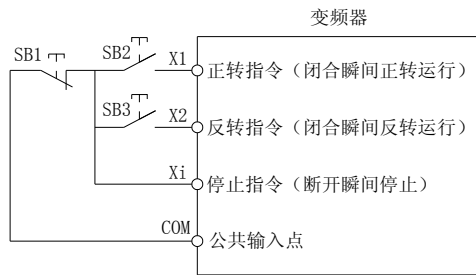 变频器
SB1
SB2
X1
正转指令（闭合瞬间正转运行）
SB3
X2
反转指令（闭合瞬间反转运行）
Xi
停止指令（断开瞬间停止）
COM
公共输入点